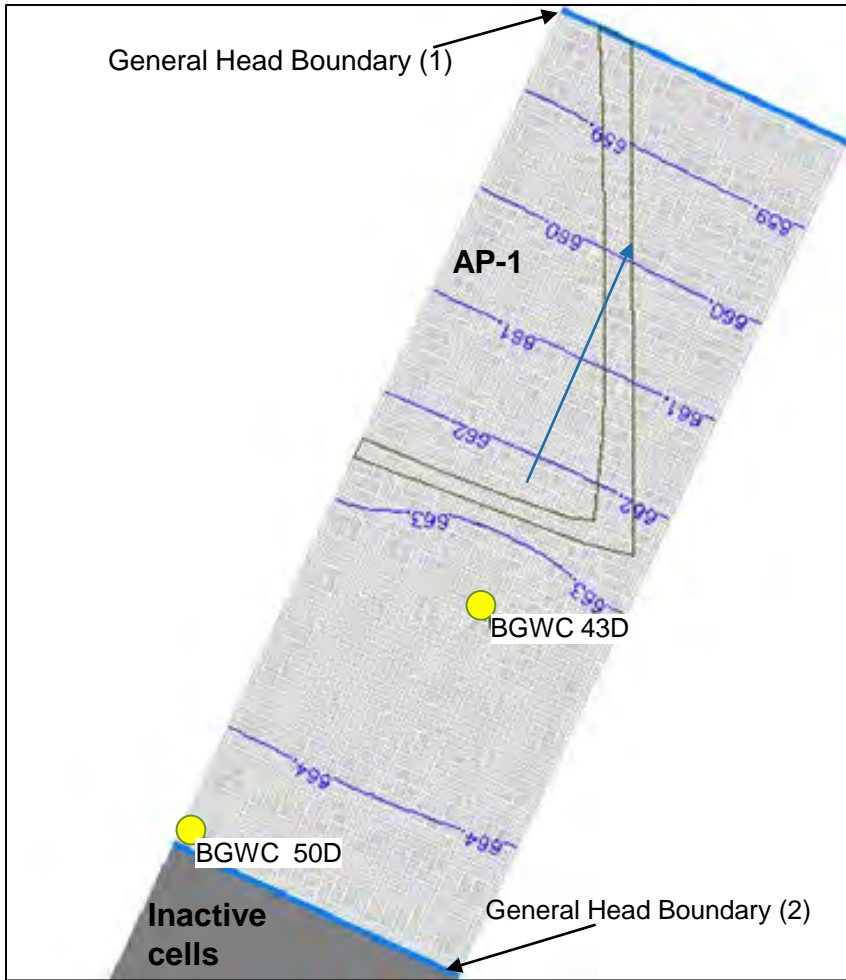 General Head Boundary (1)
659.
659.
AP-1
660.
660.
661.
661.
662
662.
663
663.
BGWC 43D
664.
664.
BGWC 50D
General Head Boundary (2)
Inactive
cells